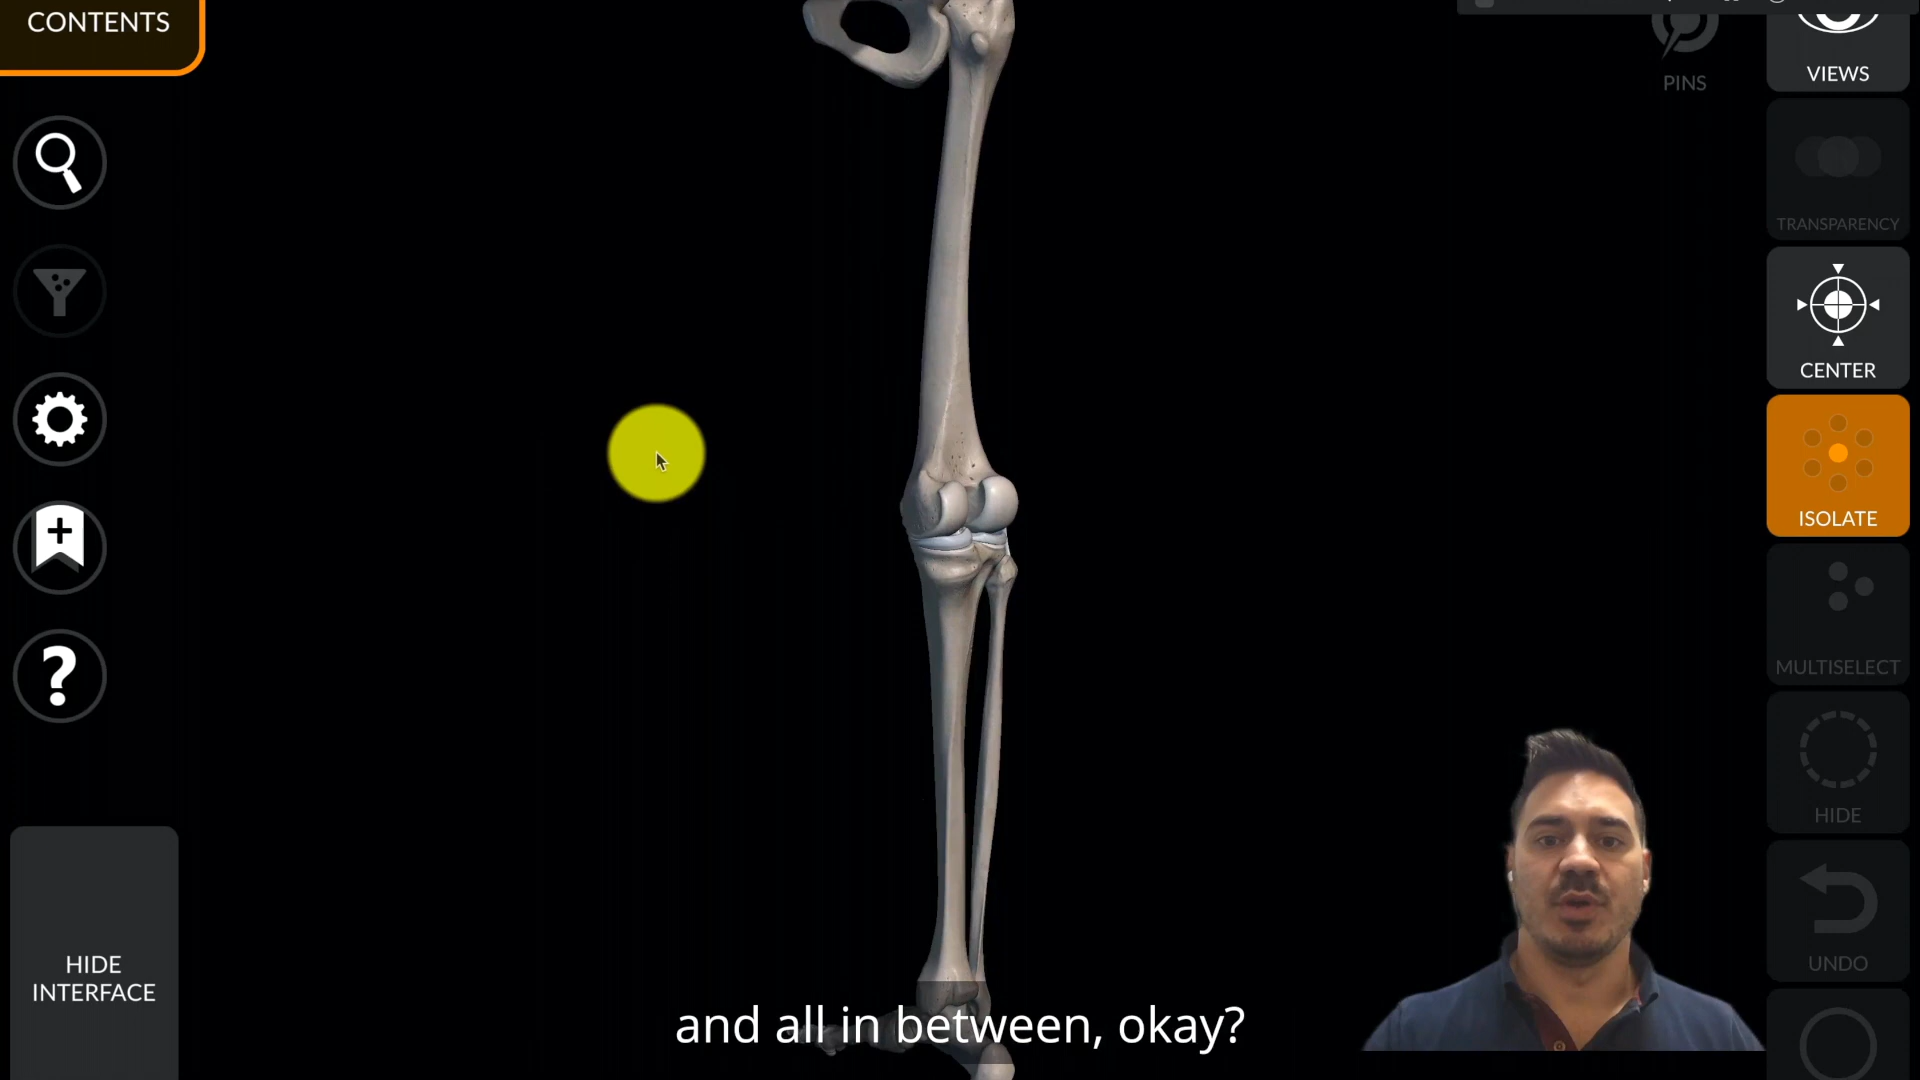 CONTENTS
PINS
VIEWS
TRANSPARENCY
CENTER
ISOLATE
MULTISELECT
HIDE
UNDO
HIDE
INTERFACE
and all in between, okay?